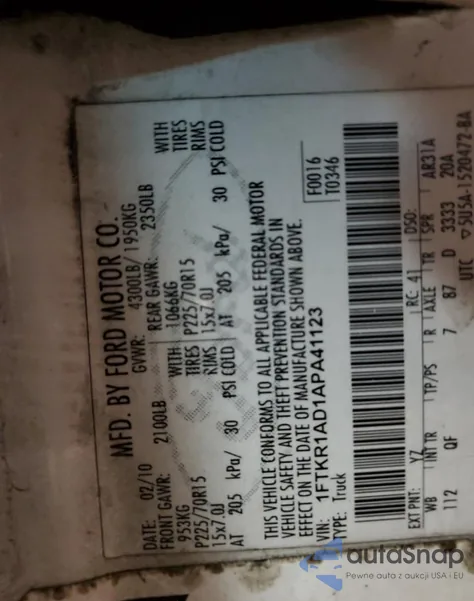 MFD. BY FORD MOTOR CO.
DATE: 02/10 GVWR: 4300LB/ 1950KG
FRONT GAWR: 2100LB REAR GAWR: 2350LB
953KG WITH 1066KG WITH
P225/70R15 TIRES P225/70R15 TIRES
15x7.0J RIMS 15x7.0J RIMS
AT 205 kPa/ 30 PSI COLD AT 205 kPa/ 30 PSI COLD
THIS VEHICLE CONFORMS TO ALL APPLICABLE FEDERAL MOTOR
VEHICLE SAFETY AND THEFT PREVENTION STANDARDS IN
EFFECT ON THE DATE OF MANUFACTURE SHOWN ABOVE.
VIN: 1FTKR1AD1APA41123 F0016
TYPE: Truck T0346
EXT PNT: YZ RC: 41 DSO:
WB INT TR TP/PS R AXLE TR SPR AR31A
112 QF 7 87 D 3333 20A
UTC ▽5H5A-1520472-BA
autoSnap
Pewne auta z aukcji USA i EU